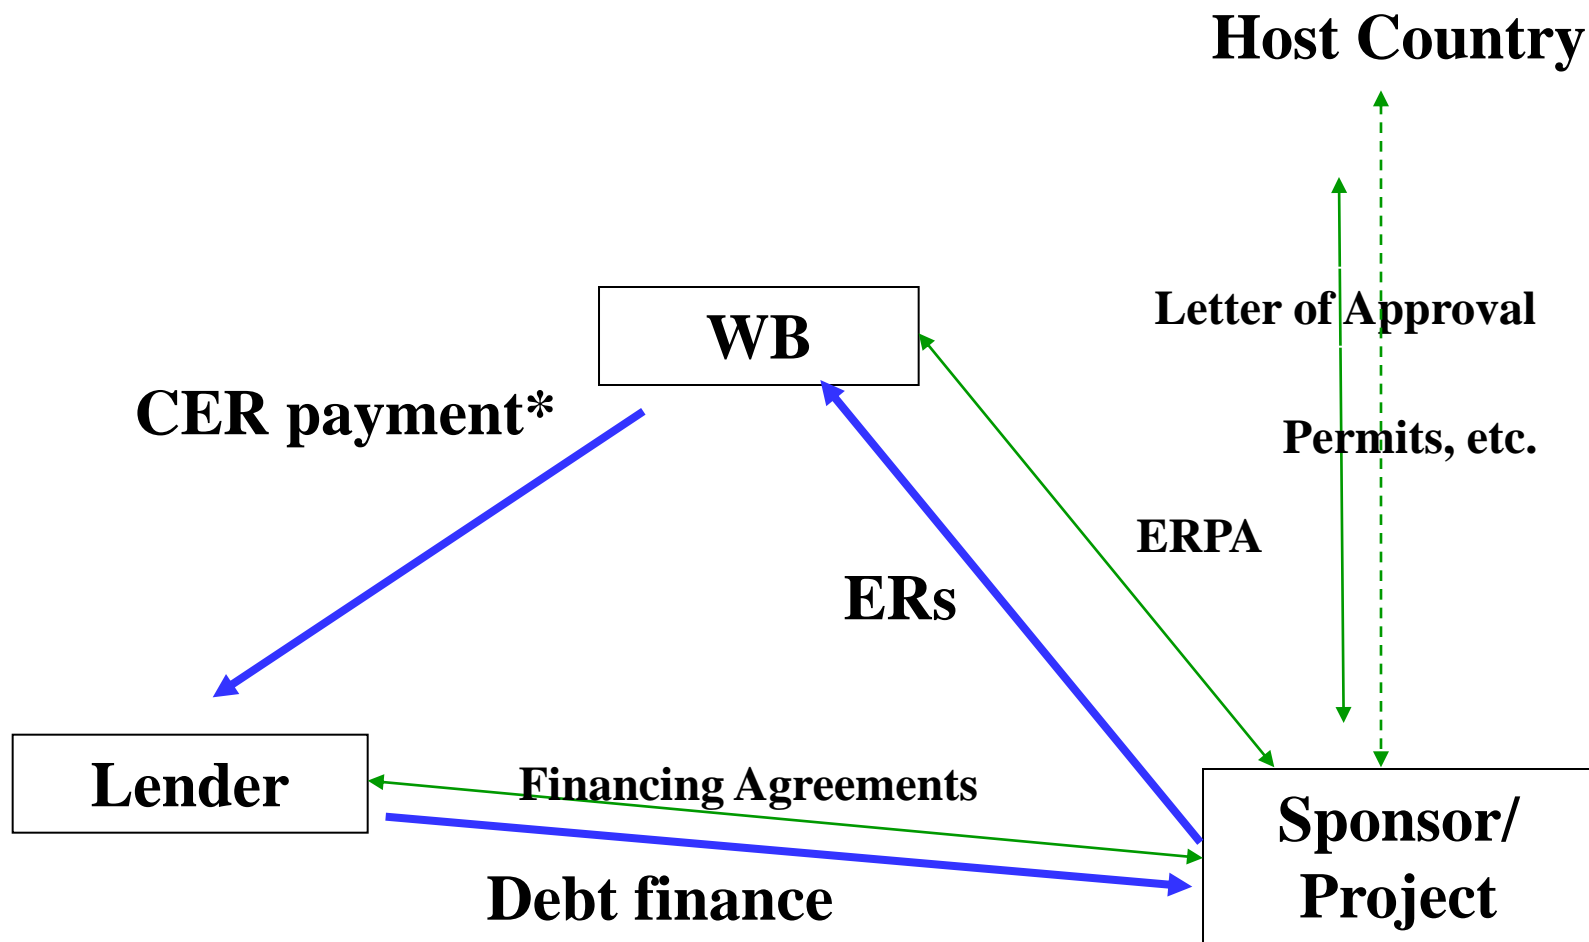 Host Country
Letter of Approval
WB
CER payment*
Permits, etc.
ERPA
ERs
Financing Agreements
Lender
Sponsor/
Project
Debt finance